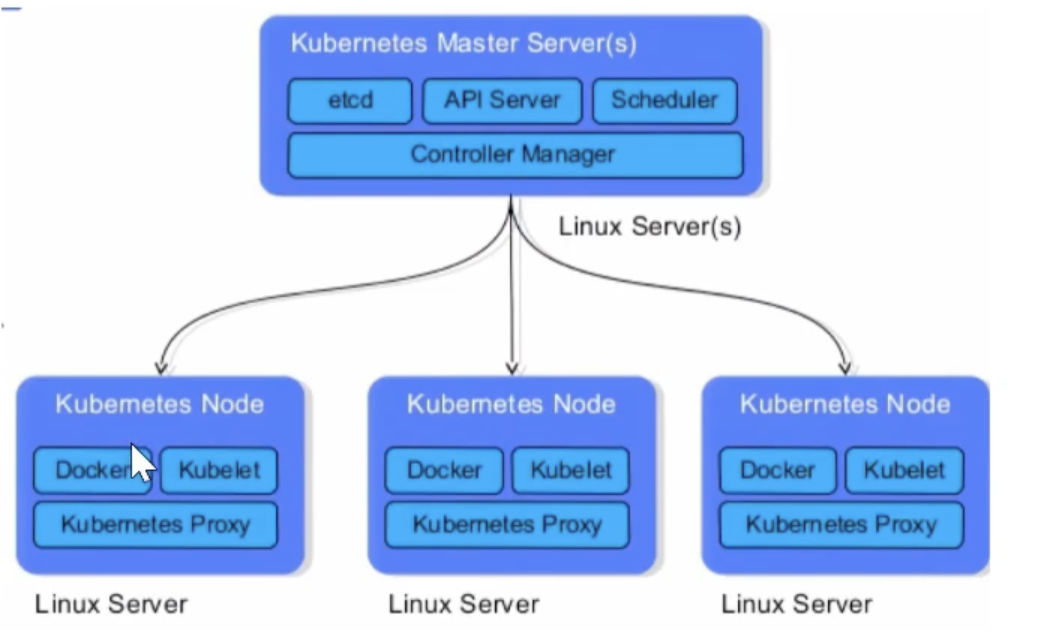 Kubernetes Master Server(s)
etcd API Server Scheduler
Controller Manager
Linux Server(s)
Kubernetes Node Kubernetes Node Kubernetes Node
Docker Kubelet Docker Kubelet Docker Kubelet
Kubernetes Proxy Kubernetes Proxy Kubernetes Proxy
Linux Server Linux Server Linux Server